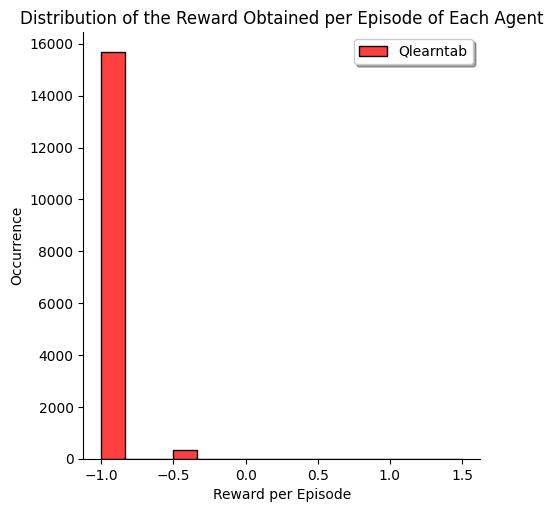 Distribution of the Reward Obtained per Episode of Each Agent
Qlearntab
16000
14000
12000
10000
8000
6000
4000
2000
0
Occurrence
−1.0 −0.5 0.0 0.5 1.0 1.5
Reward per Episode